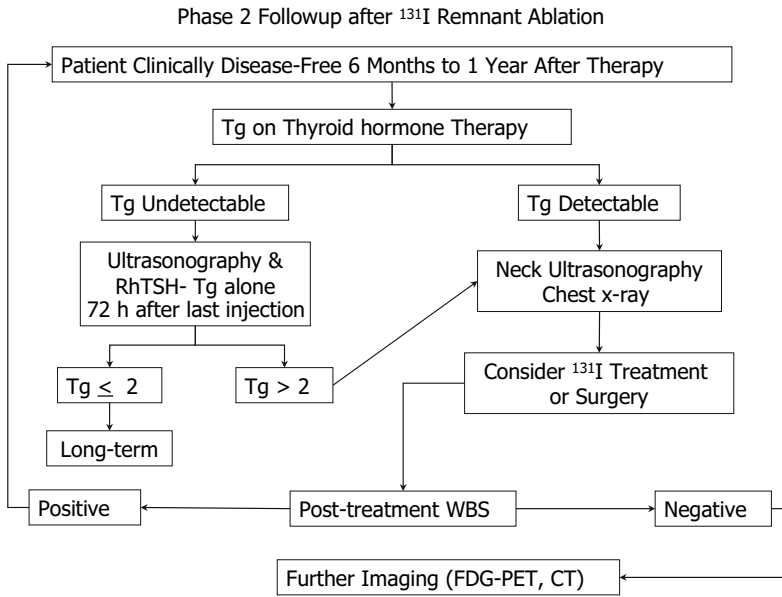 Phase 2 Followup after ¹³¹I Remnant Ablation
Patient Clinically Disease-Free 6 Months to 1 Year After Therapy
Tg on Thyroid hormone Therapy
Tg Undetectable
Tg Detectable
Ultrasonography &
RhTSH- Tg alone
72 h after last injection
Neck Ultrasonography
Chest x-ray
Tg ≤ 2
Tg > 2
Consider ¹³¹I Treatment
or Surgery
Long-term
Positive
Post-treatment WBS
Negative
Further Imaging (FDG-PET, CT)